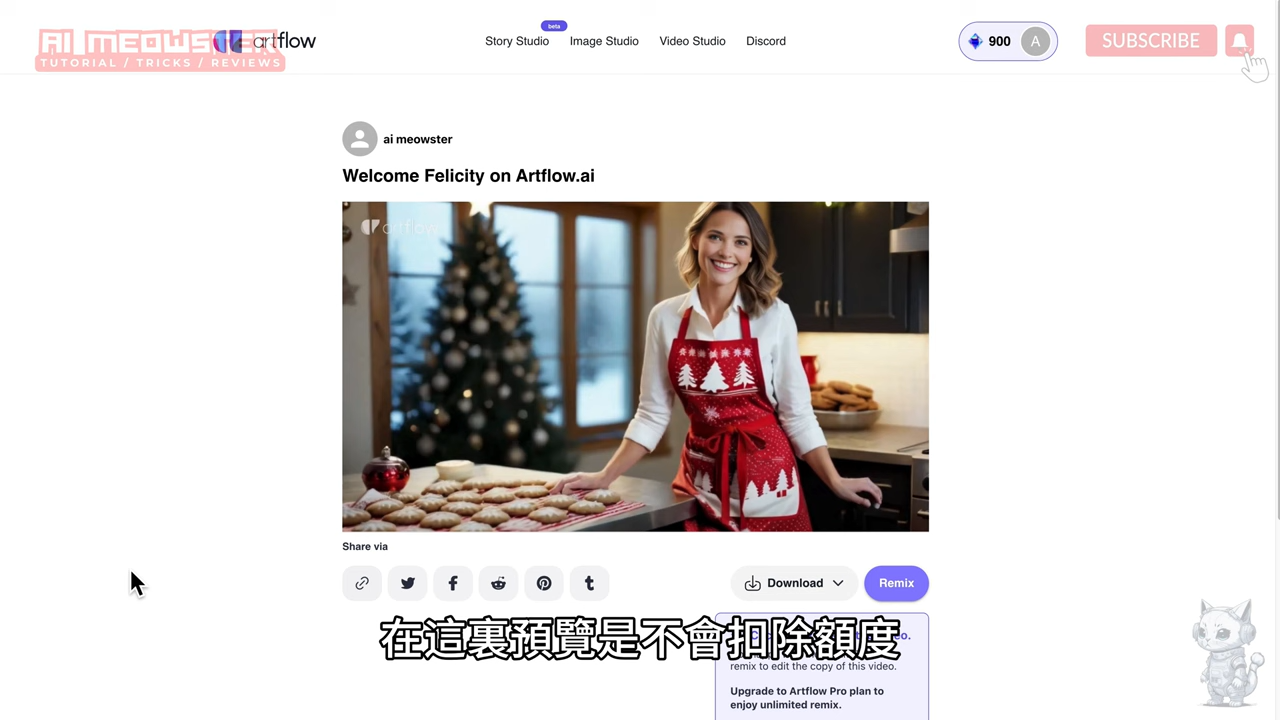 AI MEOWSTER
TUTORIAL / TRICKS / REVIEWS
artflow
beta
Story Studio
Image Studio
Video Studio
Discord
900
A
SUBSCRIBE
ai meowster
Welcome Felicity on Artflow.ai
artflow
Share via
Download
Remix
在這裏預覽是不會扣除額度
remix to edit the copy of this video.
Upgrade to Artflow Pro plan to
enjoy unlimited remix.